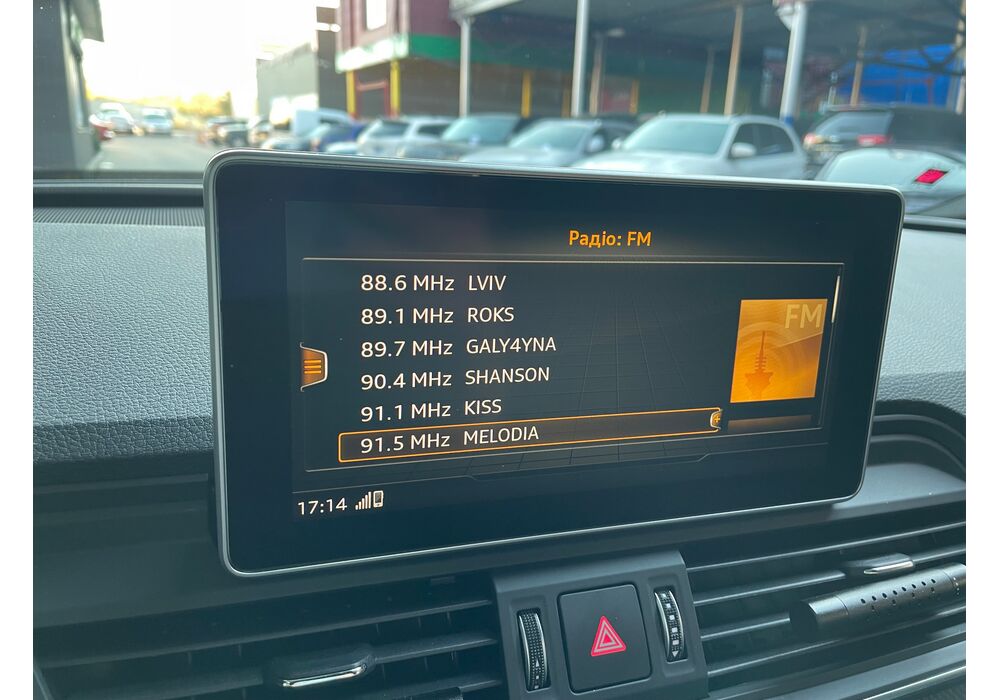 Радіо: FM
88.6 MHz LVIV
89.1 MHz ROKS
FM
89.7 MHz GALY4YNA
90.4 MHz SHANSON
91.1 MHz KISS
91.5 MHz MELODIA
17:14